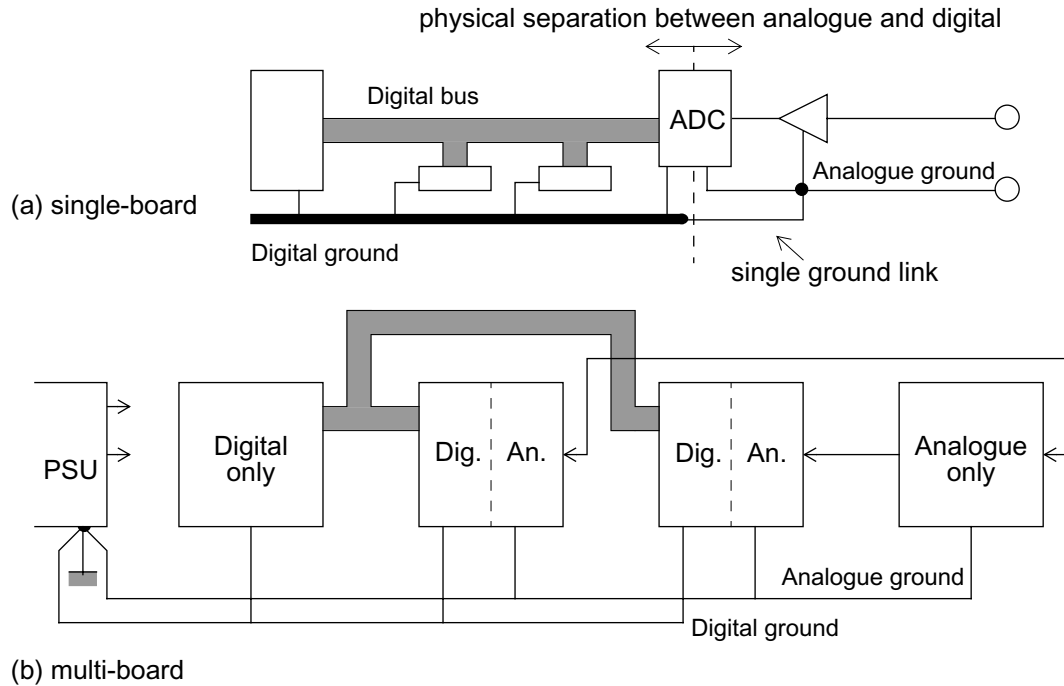 physical separation between analogue and digital
Digital bus
ADC
Analogue ground
(a) single-board
Digital ground
single ground link
PSU
Digital
only
Dig.
An.
Dig.
An.
Analogue
only
Analogue ground
Digital ground
(b) multi-board